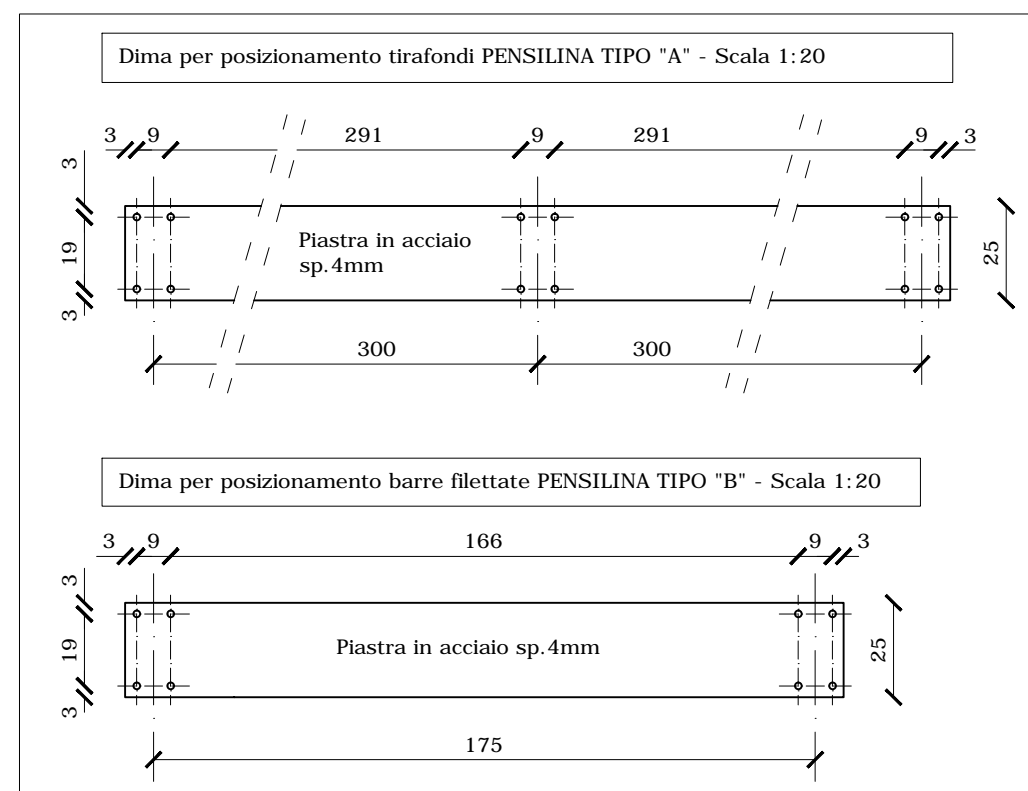 Dima per posizionamento tirafondi PENSILINA TIPO "A" - Scala 1:20
3 9 291 9 291 9 3
3
19
3
Piastra in acciaio
sp.4mm
25
300 300
Dima per posizionamento barre filettate PENSILINA TIPO "B" - Scala 1:20
3 9 166 9 3
3
19
3
Piastra in acciaio sp.4mm
25
175